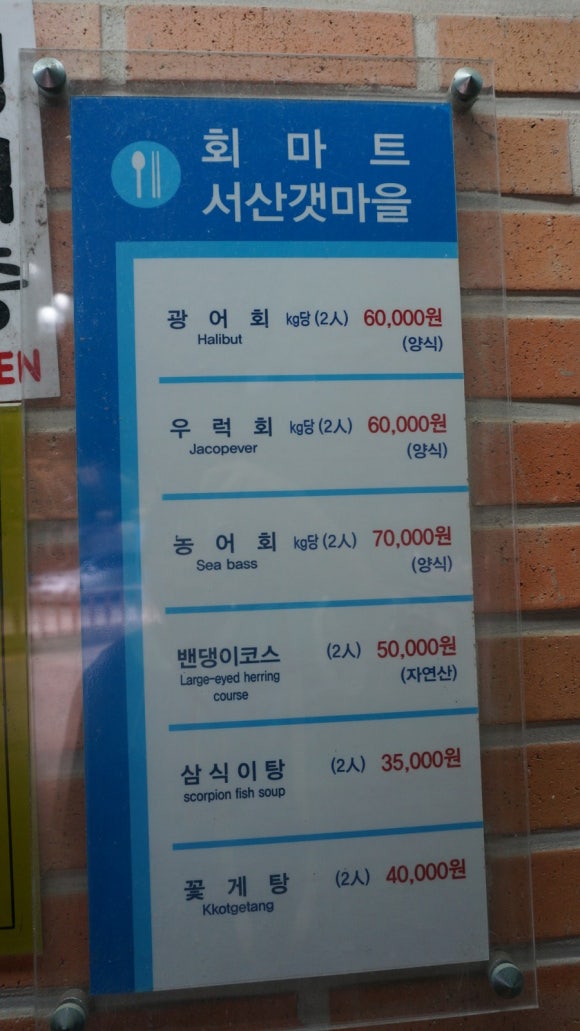 회 마 트
서산갯마을
광 어 회 kg당 (2人) 60,000원
Halibut (양식)
우 럭 회 kg당 (2人) 60,000원
Jacopever (양식)
농 어 회 kg당 (2人) 70,000원
Sea bass (양식)
밴댕이코스 (2人) 50,000원
Large-eyed herring (자연산)
course
삼 식 이 탕 (2人) 35,000원
scorpion fish soup
꽃 게 탕 (2人) 40,000원
Kkotgetang
EN